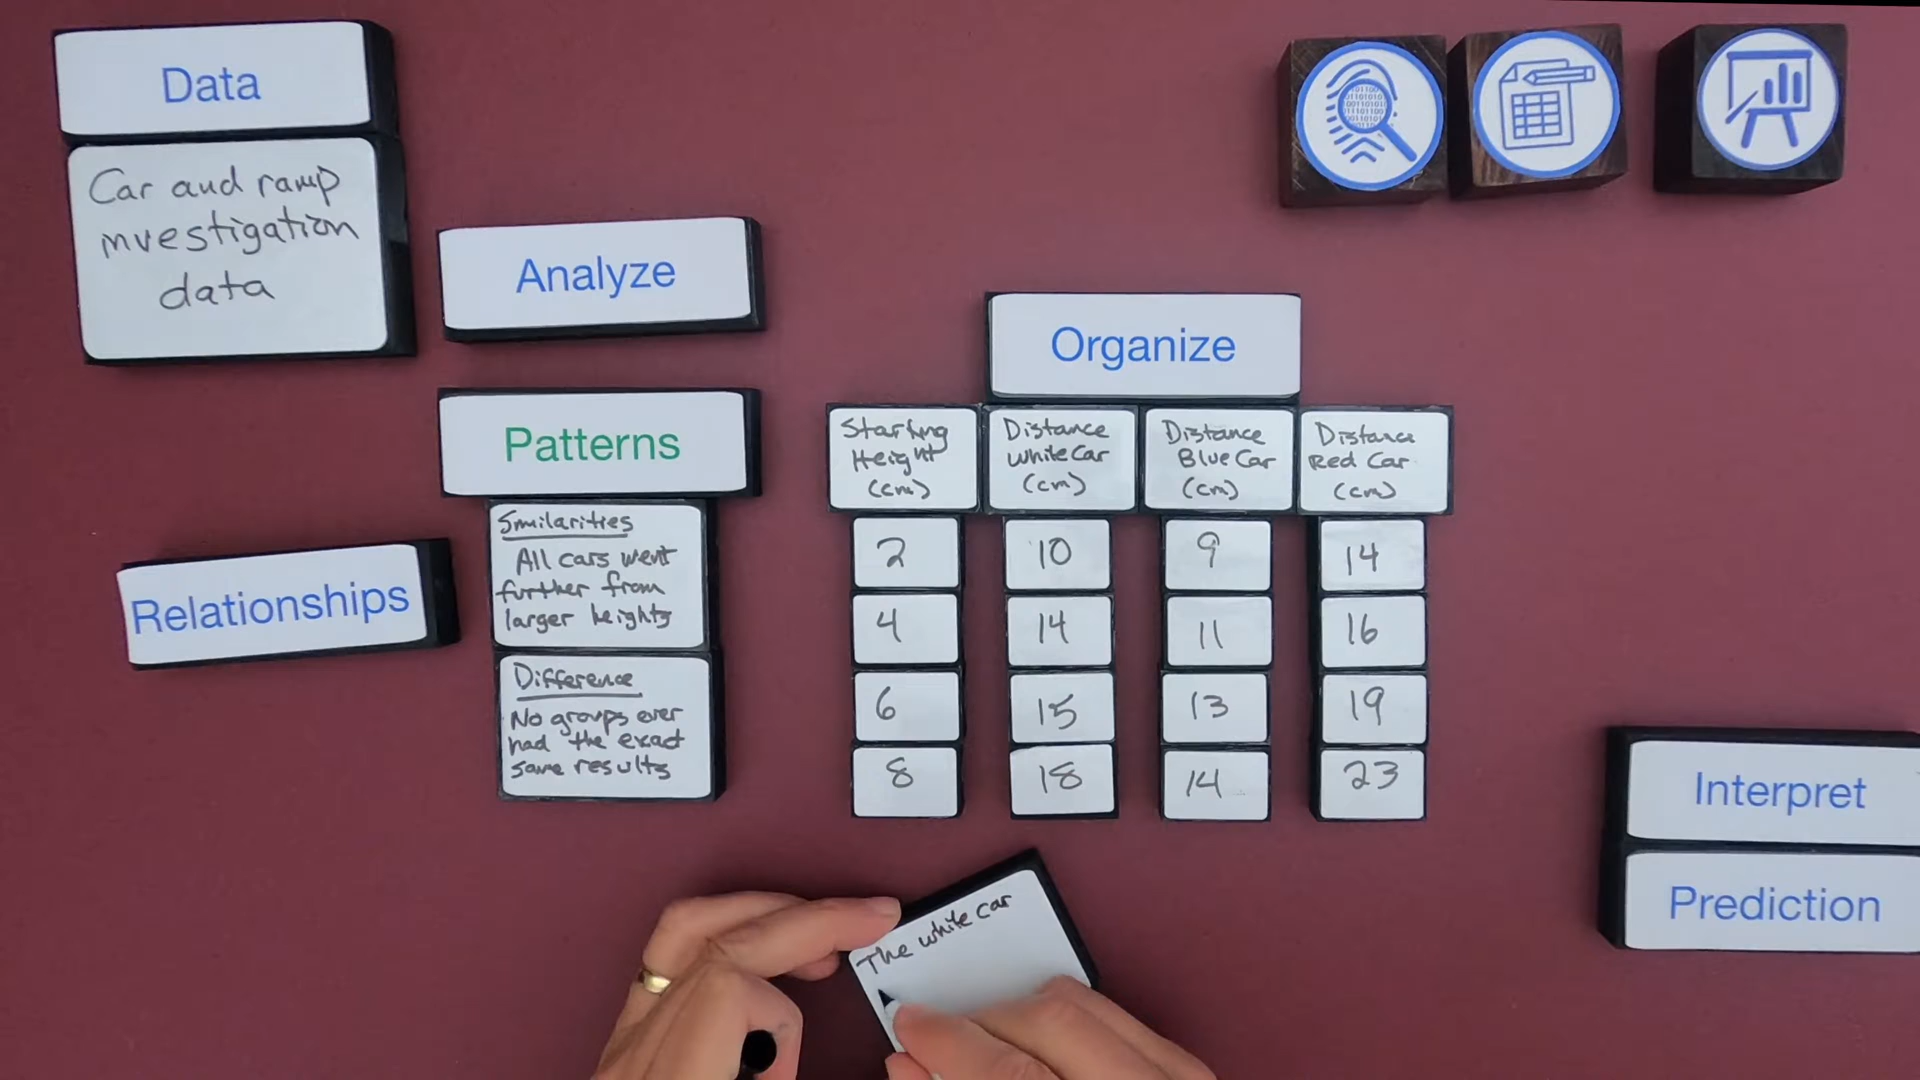 Data
Car and ramp
investigation
data
Analyze
Patterns
Similarities
All cars went
further from
larger heights
Difference
No groups ever
had the exact
same results
Relationships
Organize
Starting
Height
(cm)
Distance
White Car
(cm)
Distance
Blue Car
(cm)
Distance
Red Car
(cm)
2 10 9 14
4 14 11 16
6 15 13 19
8 18 14 23
Interpret
Prediction
The white car